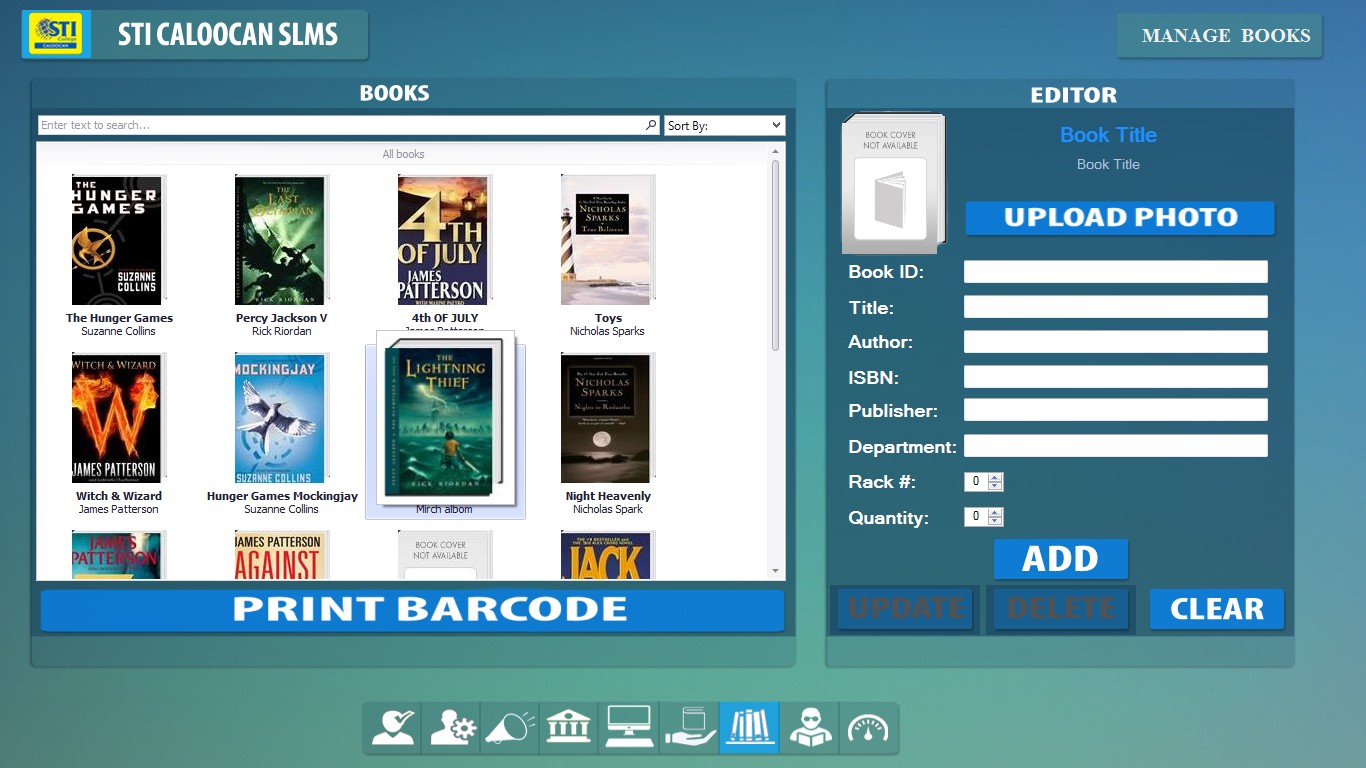 STI
College
CALOOCAN
STI CALOOCAN SLMS
MANAGE BOOKS
BOOKS
Enter text to search...
Sort By:
All books
THE
HUNGER
GAMES
SUZANNE
COLLINS
The Hunger Games
Suzanne Collins
THE
LAST
OLYMPIAN
RICK RIORDAN
Percy Jackson V
Rick Riordan
4TH
OF JULY
JAMES
PATTERSON
WITH MAXINE PAETRO
4th OF JULY
James Patterson
NICHOLAS
SPARKS
True Believer
Toys
Nicholas Sparks
WITCH & WIZARD
JAMES PATTERSON
Witch & Wizard
James Patterson
MOCKINGJAY
SUZANNE COLLINS
Hunger Games Mockingjay
Suzanne Collins
THE
LIGHTNING
THIEF
RICK RIORDAN
Mirch albom
NICHOLAS
SPARKS
Nights in Rodanthe
Night Heavenly
Nicholas Spark
JAMES
PATTERSON
JAMES PATTERSON
AGAINST
BOOK COVER
NOT AVAILABLE
JACK
PRINT BARCODE
EDITOR
BOOK COVER
NOT AVAILABLE
Book Title
Book Title
UPLOAD PHOTO
Book ID:
Title:
Author:
ISBN:
Publisher:
Department:
Rack #: 0
Quantity: 0
ADD
UPDATE DELETE CLEAR